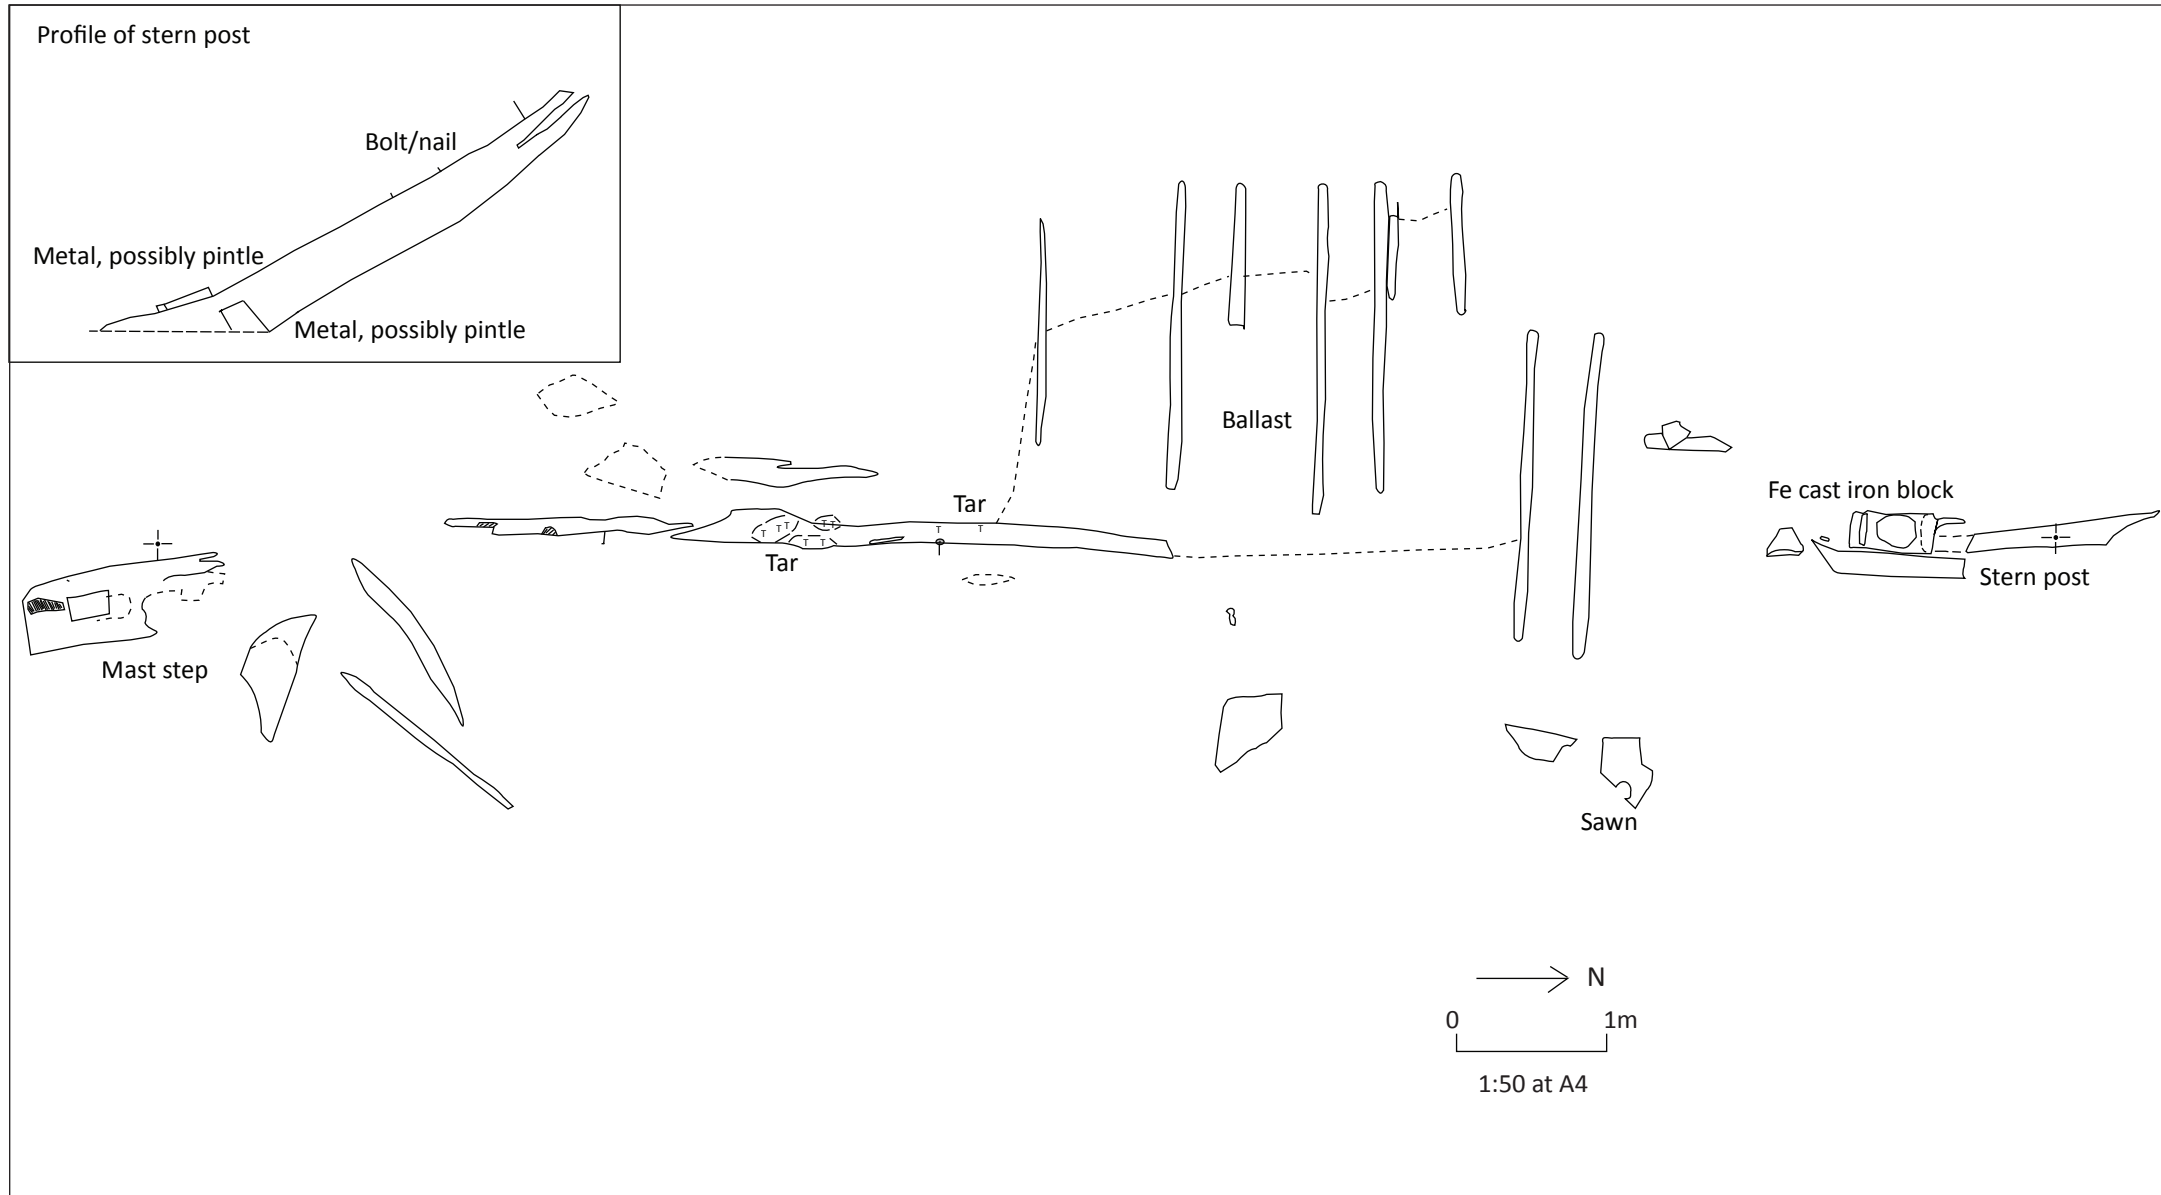 Profile of stern post
Bolt/nail
Metal, possibly pintle
Metal, possibly pintle
Ballast
Fe cast iron block
Tar
Tar
T
T T
T T
T T
T
T
Stern post
Mast step
Sawn
N
0 1m
1:50 at A4